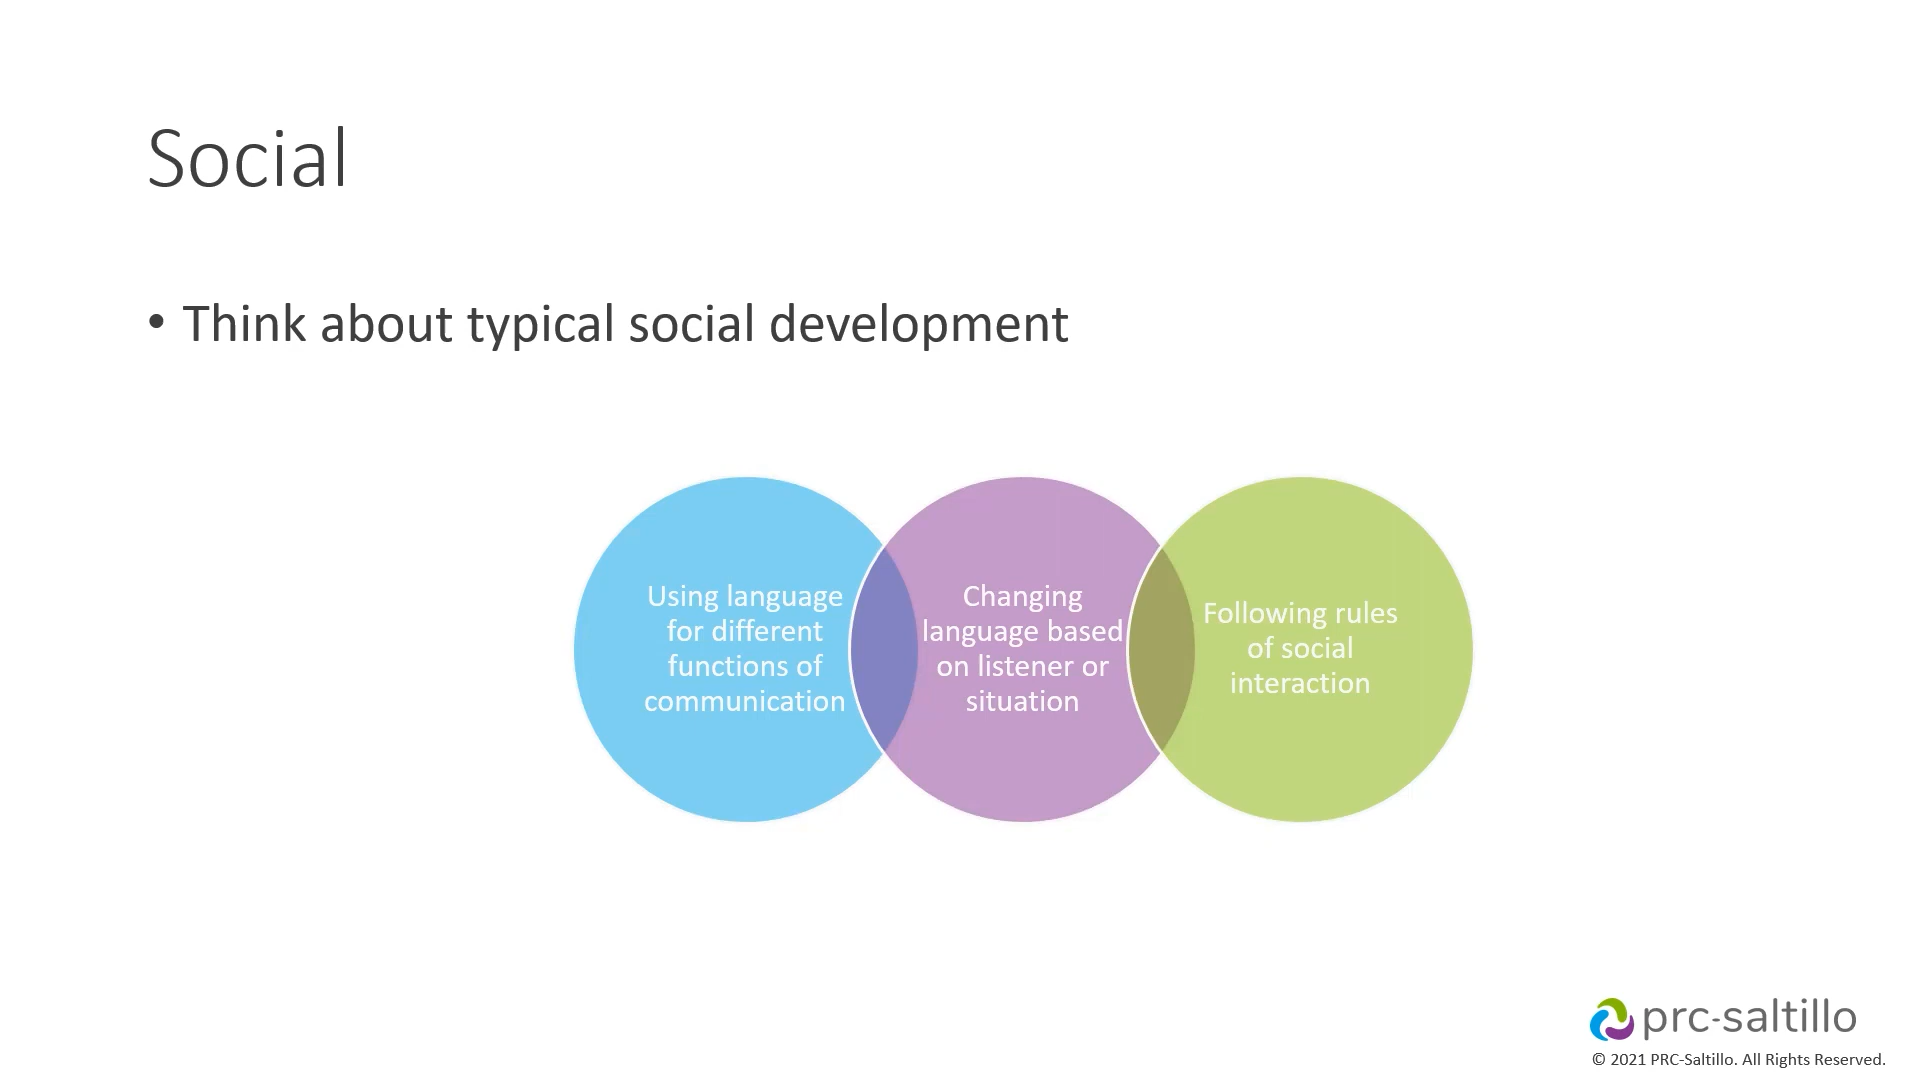 Social
• Think about typical social development
Using language
for different
functions of
communication
Changing
language based
on listener or
situation
Following rules
of social
interaction
prc-saltillo
© 2021 PRC-Saltillo. All Rights Reserved.